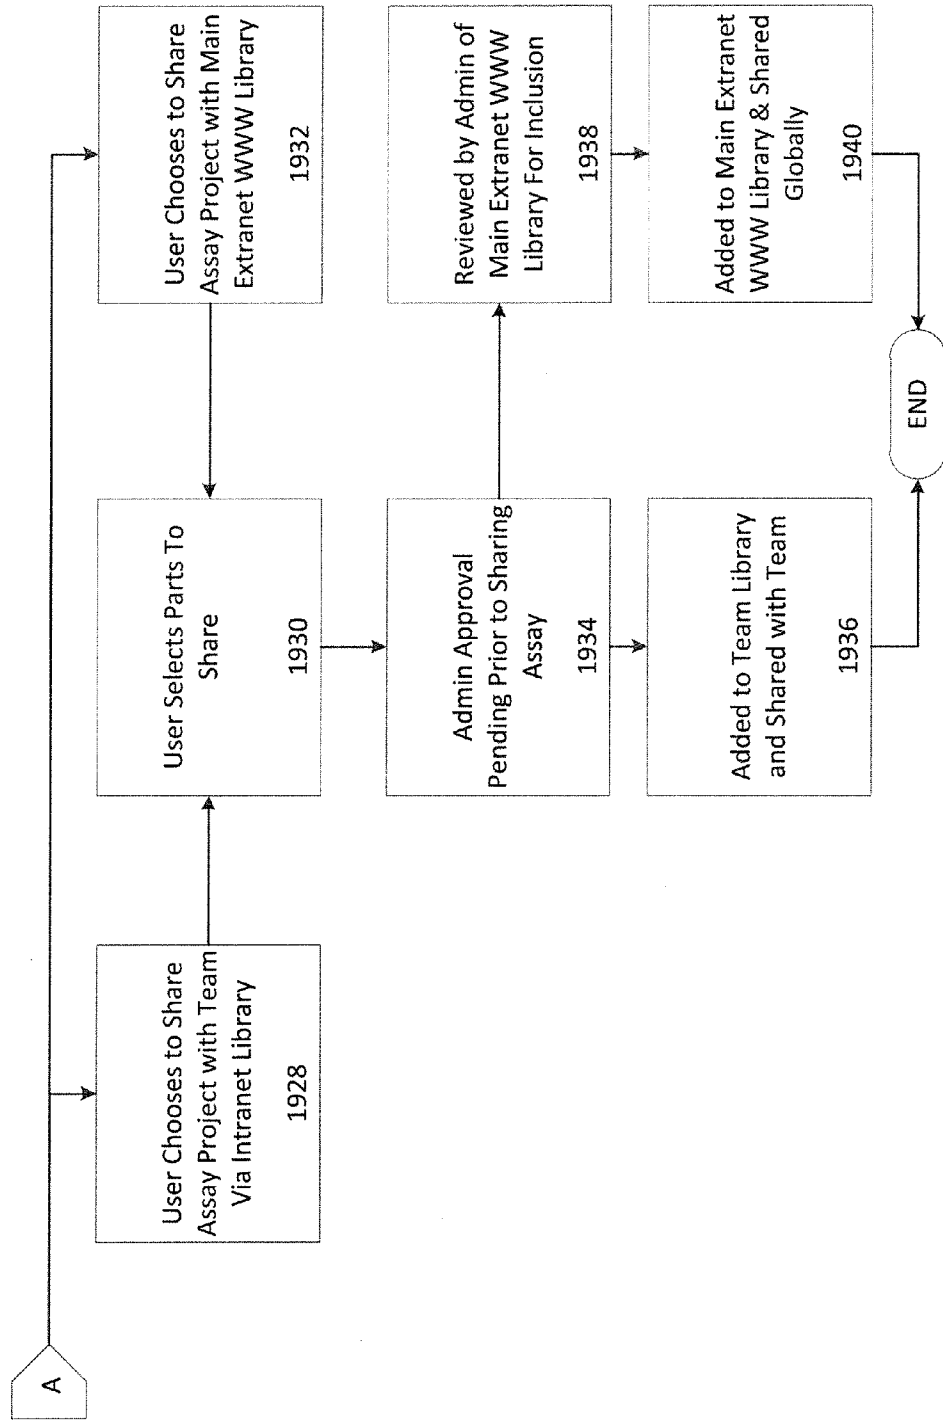 A
User Chooses to Share
Assay Project with Team
Via Intranet Library
1928
User Selects Parts To
Share
1930
User Chooses to Share
Assay Project with Main
Extranet WWW Library
1932
Admin Approval
Pending Prior to Sharing
Assay
1934
Reviewed by Admin of
Main Extranet WWW
Library For Inclusion
1938
Added to Team Library
and Shared with Team
1936
Added to Main Extranet
WWW Library & Shared
Globally
1940
END